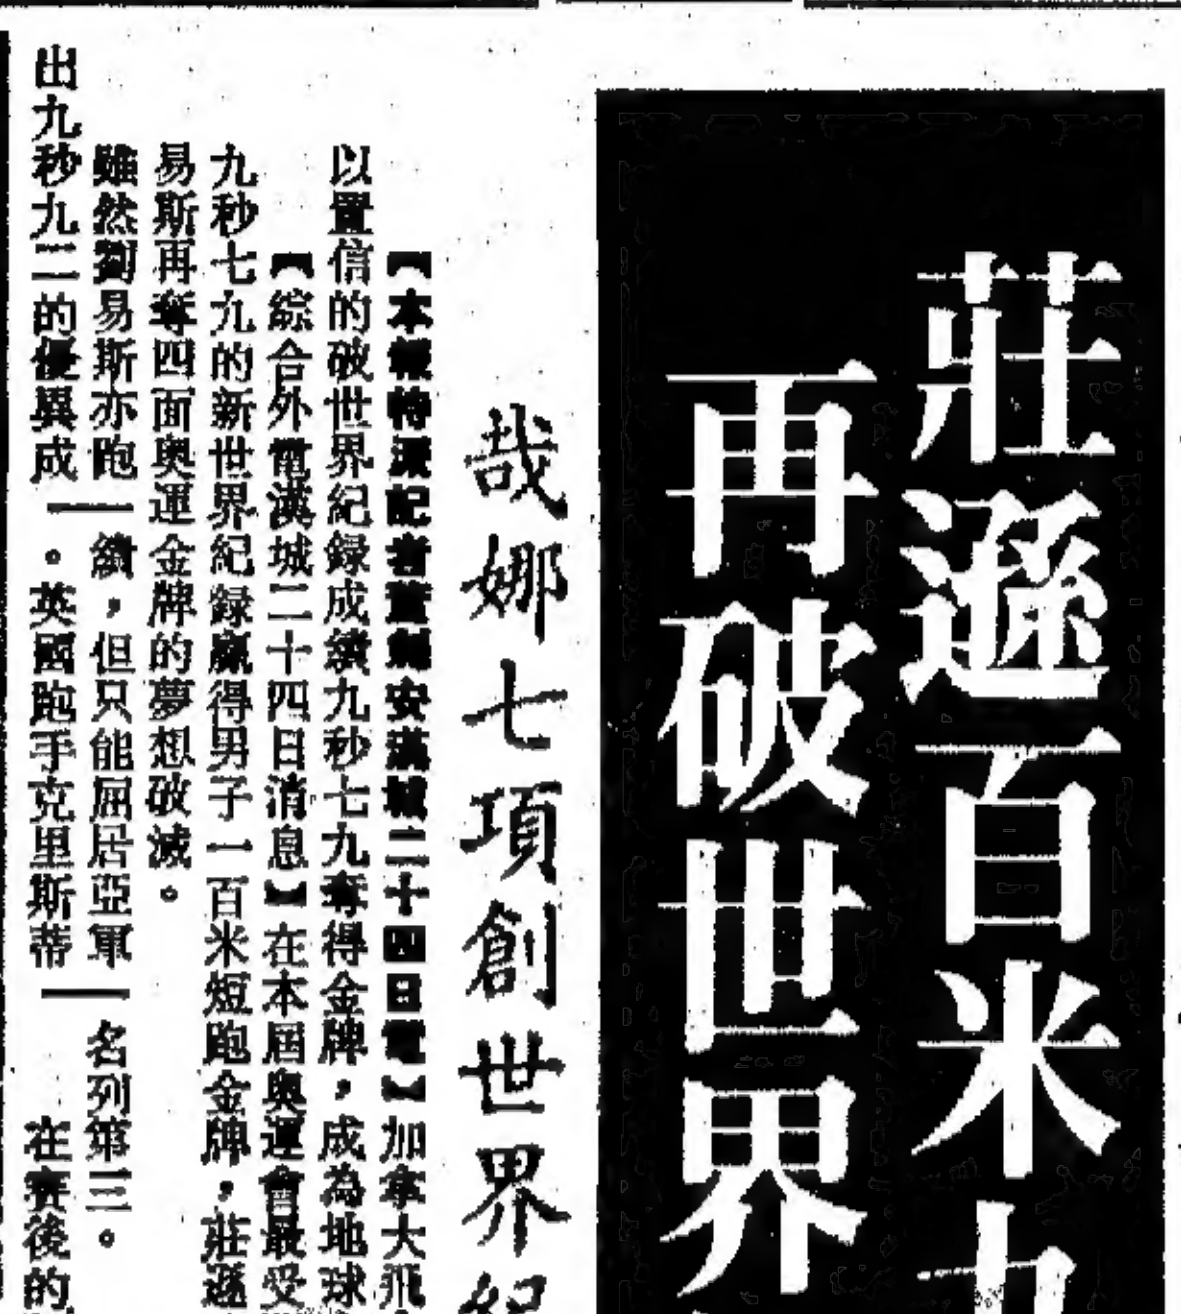 莊遜百米
再破世界
哉娜七項創世界紀
【本報特派記者董劍安漢城二十四日電】加拿大飛
以置信的破世界紀錄成績九秒七九奪得金牌，成為地球
【綜合外電漢城二十四日消息】在本屆奧運會最受
九秒七九的新世界紀錄贏得男子一百米短跑金牌，莊遜
易斯再奪四面奧運金牌的夢想破滅。
雖然劉易斯亦跑
出九秒九二的優異成
績，但只能屈居亞軍
。英國跑手克里斯蒂
名列第三。
在賽後的